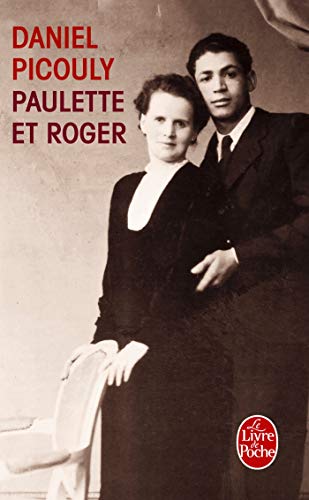 DANIEL
PICOULY
PAULETTE
ET ROGER
Le
Livre
de
Poche